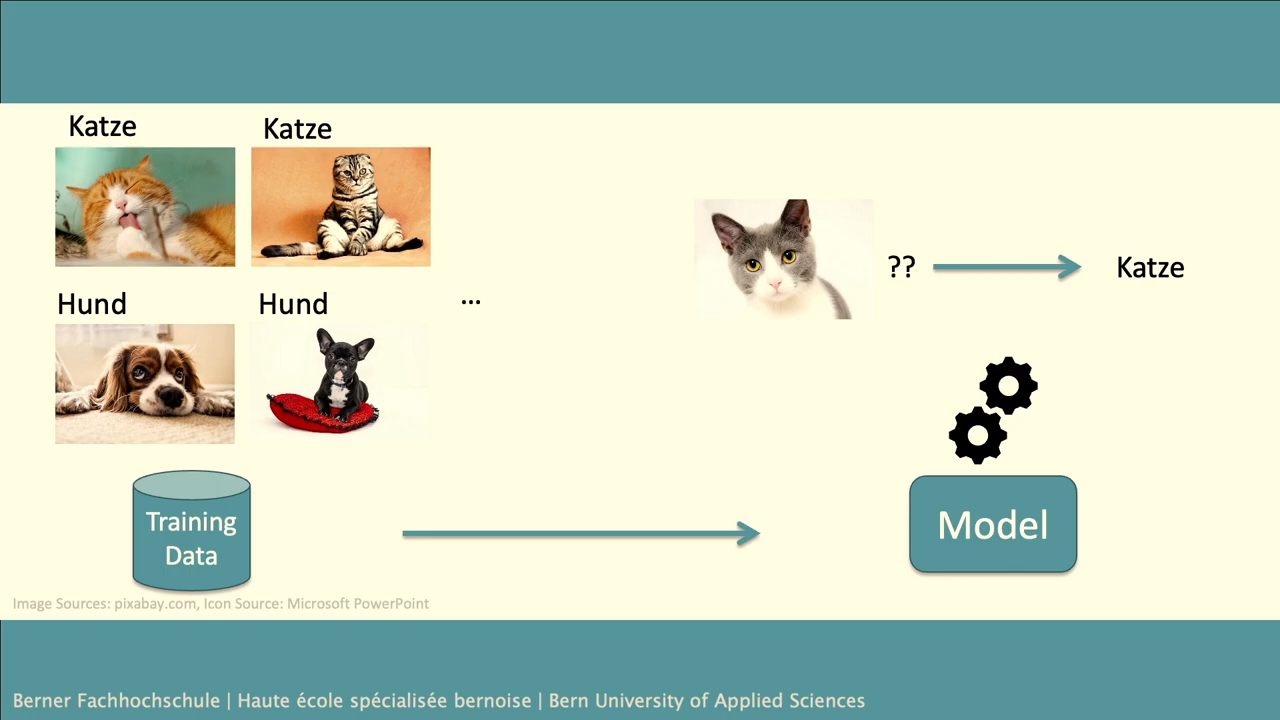 Katze
Katze
Hund
Hund
...
??
Katze
Training
Data
Model
Image Sources: pixabay.com, Icon Source: Microsoft PowerPoint
Berner Fachhochschule | Haute école spécialisée bernoise | Bern University of Applied Sciences